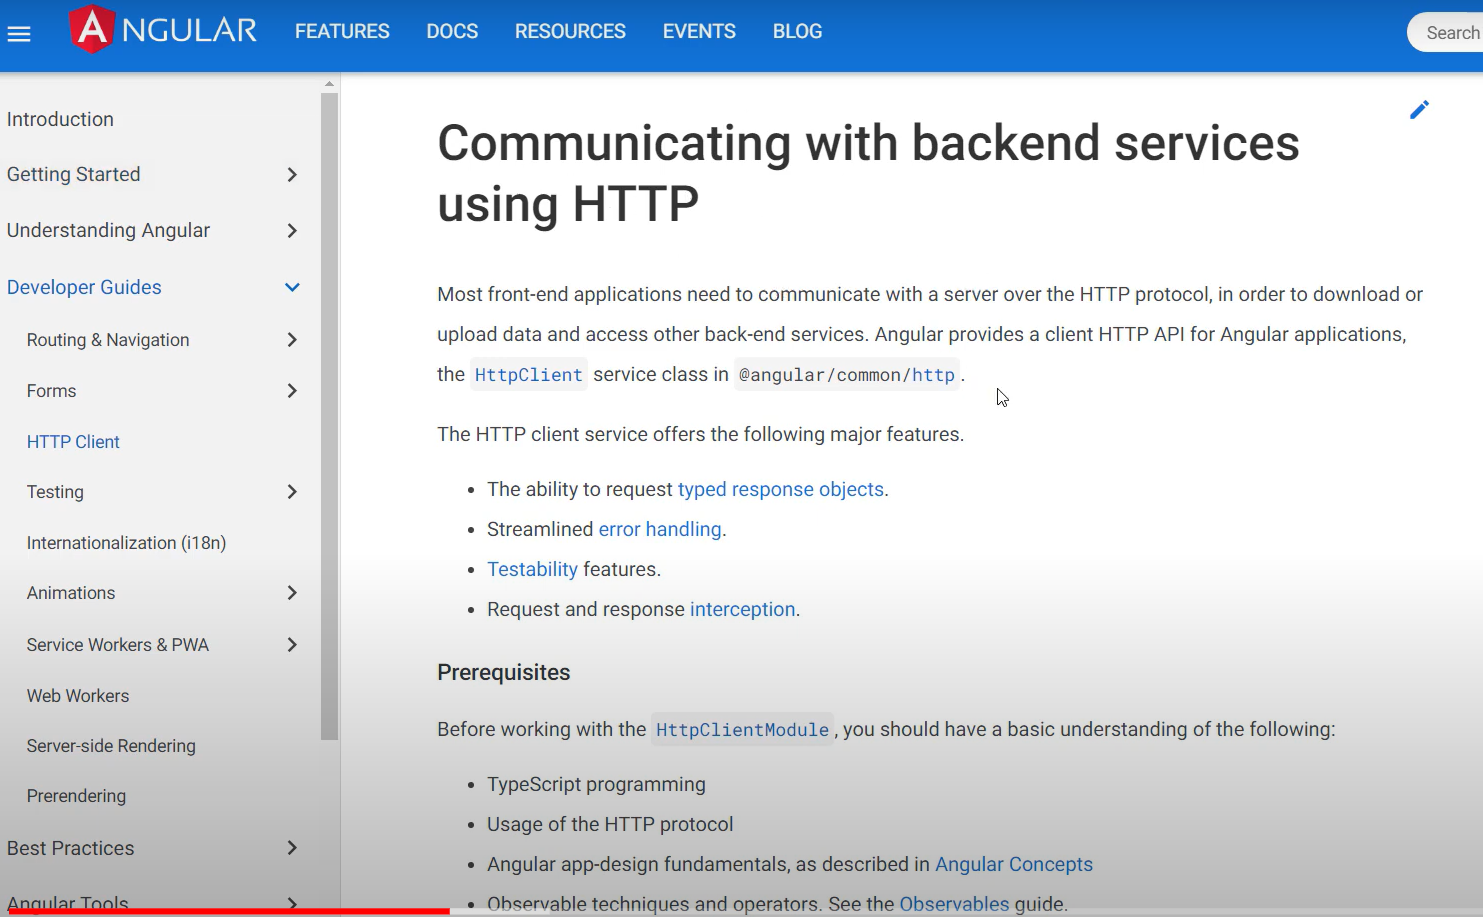 ANGULAR
FEATURES
DOCS
RESOURCES
EVENTS
BLOG
Search
Introduction
Getting Started
Understanding Angular
Developer Guides
Routing & Navigation
Forms
HTTP Client
Testing
Internationalization (i18n)
Animations
Service Workers & PWA
Web Workers
Server-side Rendering
Prerendering
Best Practices
Angular Tools
Communicating with backend services
using HTTP
Most front-end applications need to communicate with a server over the HTTP protocol, in order to download or
upload data and access other back-end services. Angular provides a client HTTP API for Angular applications,
the HttpClient service class in @angular/common/http.
The HTTP client service offers the following major features.
• The ability to request typed response objects.
• Streamlined error handling.
• Testability features.
• Request and response interception.
Prerequisites
Before working with the HttpClientModule, you should have a basic understanding of the following:
• TypeScript programming
• Usage of the HTTP protocol
• Angular app-design fundamentals, as described in Angular Concepts
• Observable techniques and operators. See the Observables guide.